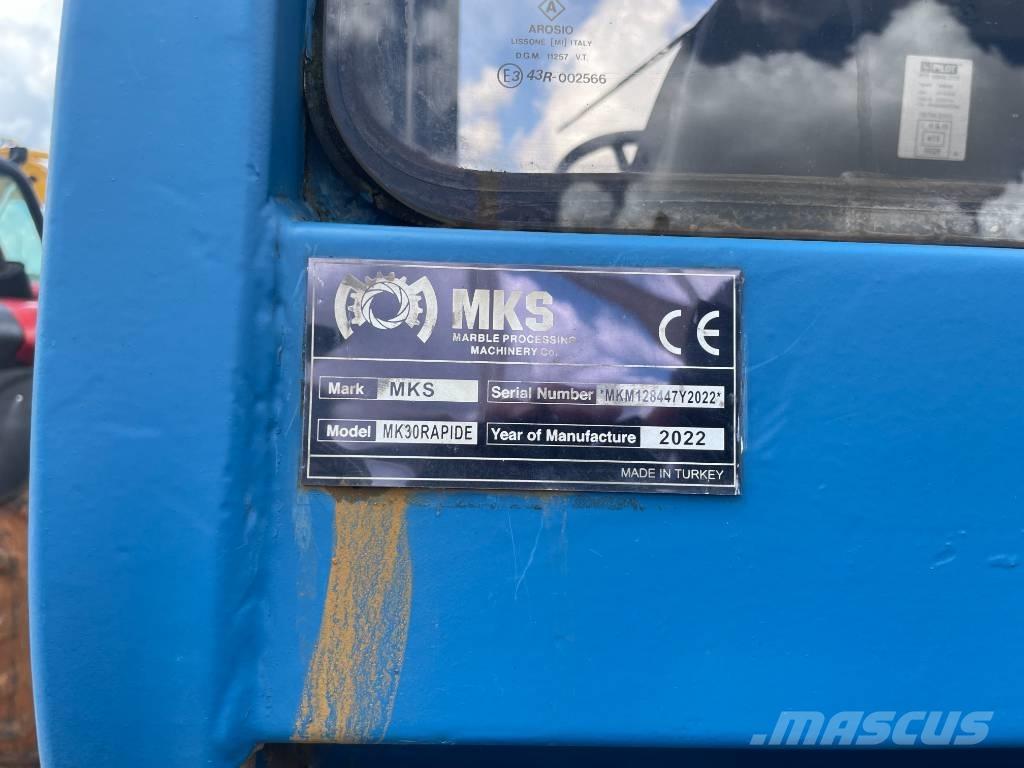 A
AROSIO
LISSONE [MI] ITALY
D.G.M. 11257 V.T.
E3 43R-002566
PILOT
MKS
MARBLE PROCESSING
MACHINERY Co.
CE
Mark MKS
Serial Number *MKM128447Y2022*
Model MK30RAPIDE
Year of Manufacture 2022
MADE IN TURKEY
MASCUS